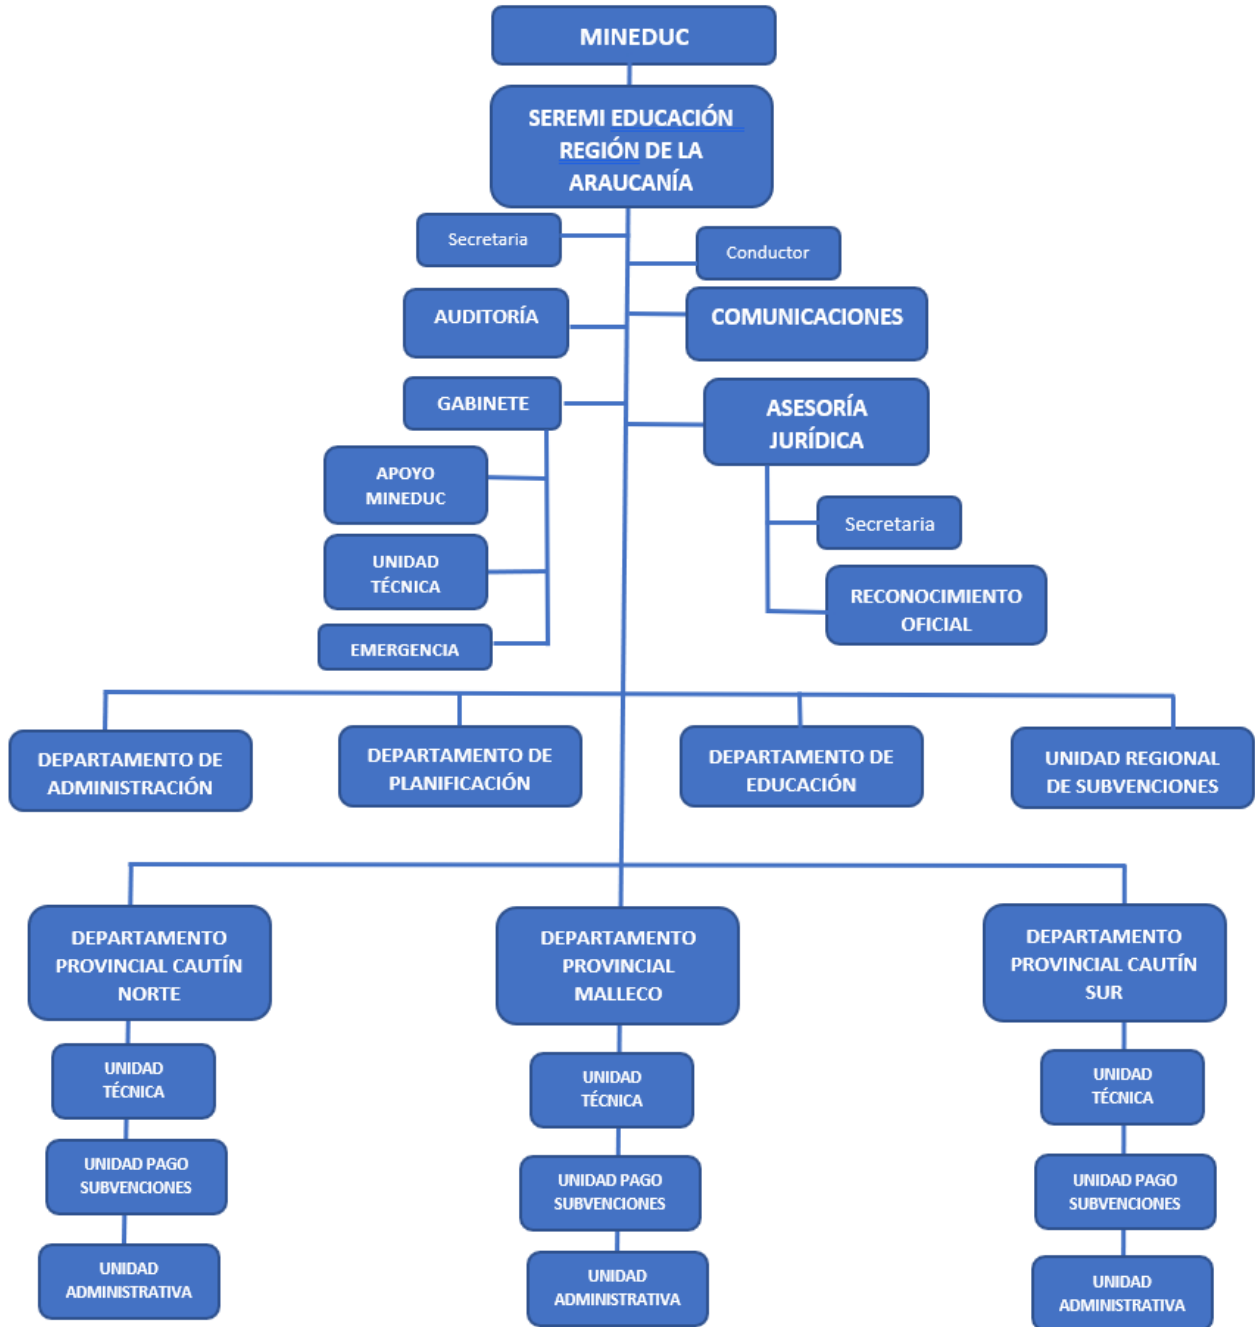 MINEDUC
SEREMI EDUCACIÓN
REGIÓN DE LA
ARAUCANÍA
Secretaria
Conductor
AUDITORÍA
COMUNICACIONES
GABINETE
ASESORÍA
JURÍDICA
APOYO
MINEDUC
Secretaria
UNIDAD
TÉCNICA
RECONOCIMIENTO
OFICIAL
EMERGENCIA
DEPARTAMENTO DE
ADMINISTRACIÓN
DEPARTAMENTO DE
PLANIFICACIÓN
DEPARTAMENTO DE
EDUCACIÓN
UNIDAD REGIONAL
DE SUBVENCIONES
DEPARTAMENTO
PROVINCIAL CAUTÍN
NORTE
DEPARTAMENTO
PROVINCIAL
MALLECO
DEPARTAMENTO
PROVINCIAL CAUTÍN
SUR
UNIDAD
TÉCNICA
UNIDAD
TÉCNICA
UNIDAD
TÉCNICA
UNIDAD PAGO
SUBVENCIONES
UNIDAD PAGO
SUBVENCIONES
UNIDAD PAGO
SUBVENCIONES
UNIDAD
ADMINISTRATIVA
UNIDAD
ADMINISTRATIVA
UNIDAD
ADMINISTRATIVA